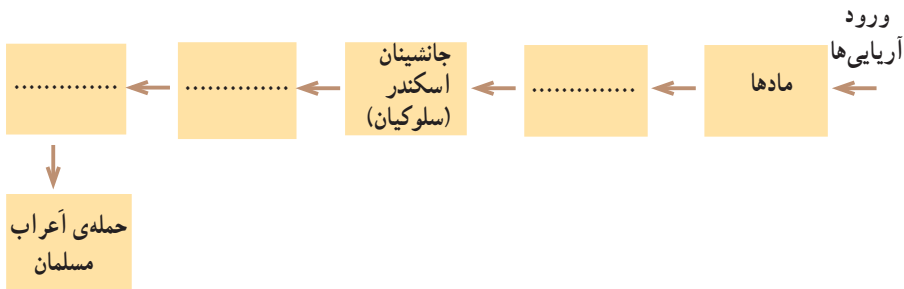 ورود
آریایی‌ها
مادها
..............
جانشینان
اسکندر
(سلوکیان)
..............
..............
حمله‌ی اَعراب
مسلمان